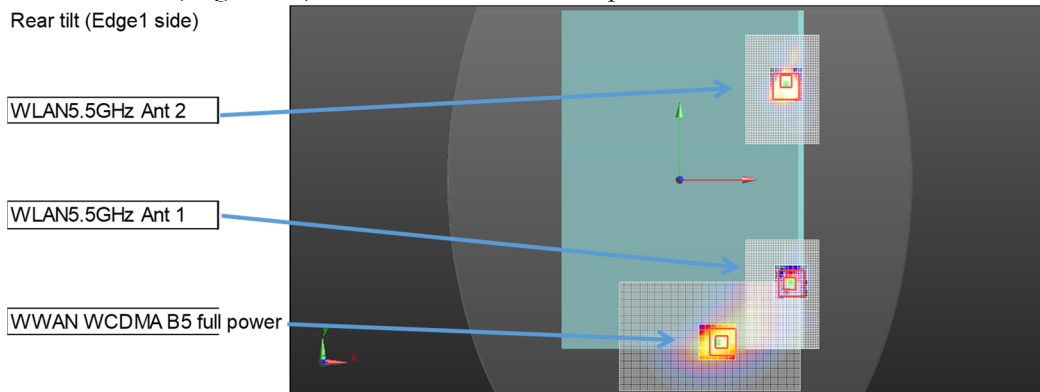 Rear tilt (Edge1 side)
WLAN5.5GHz Ant 2
WLAN5.5GHz Ant 1
WWAN WCDMA B5 full power
y
x